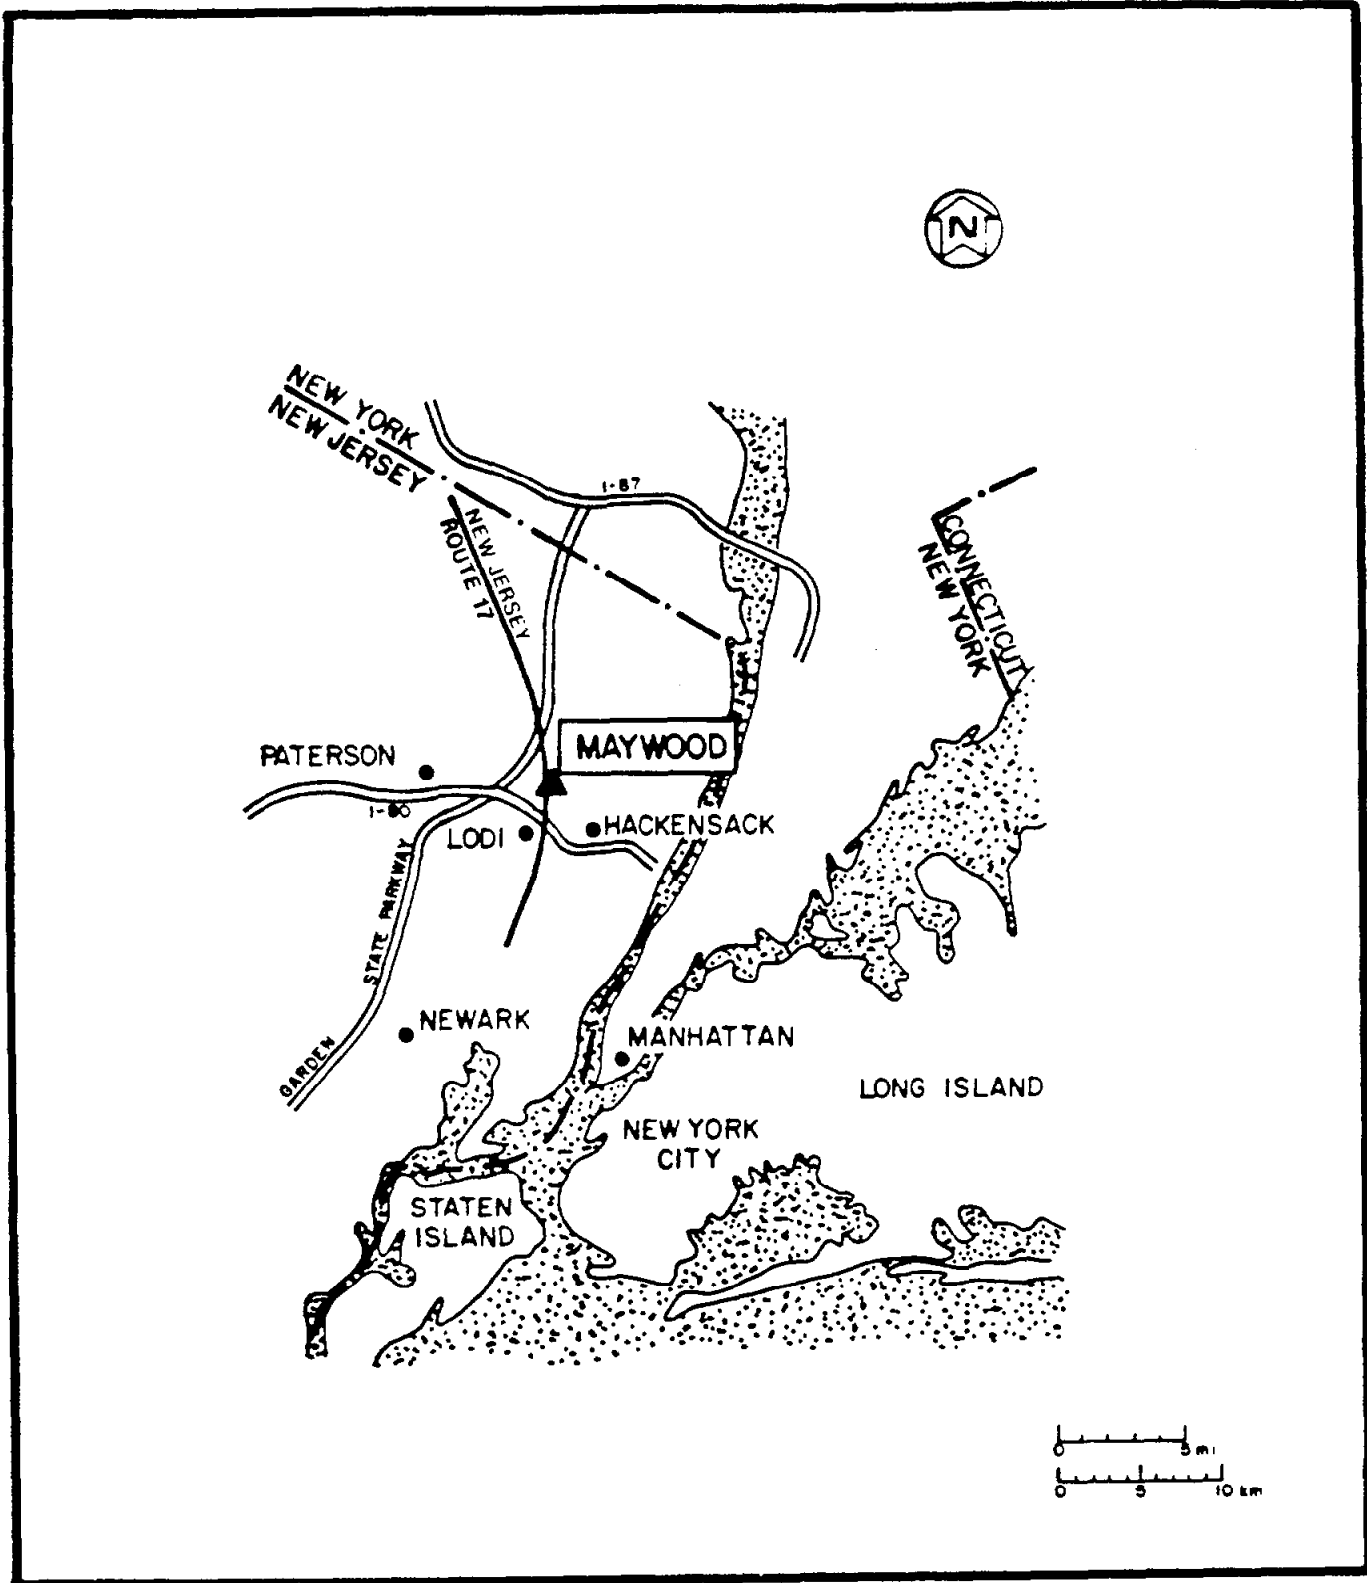 N
NEW YORK
NEW JERSEY
I-87
NEW JERSEY
ROUTE 17
CONNECTICUT
NEW YORK
MAYWOOD
PATERSON
I-80
LODI
HACKENSACK
GARDEN STATE PARKWAY
NEWARK
MANHATTAN
LONG ISLAND
NEW YORK
CITY
STATEN
ISLAND
0 5 mi
0 5 10 km